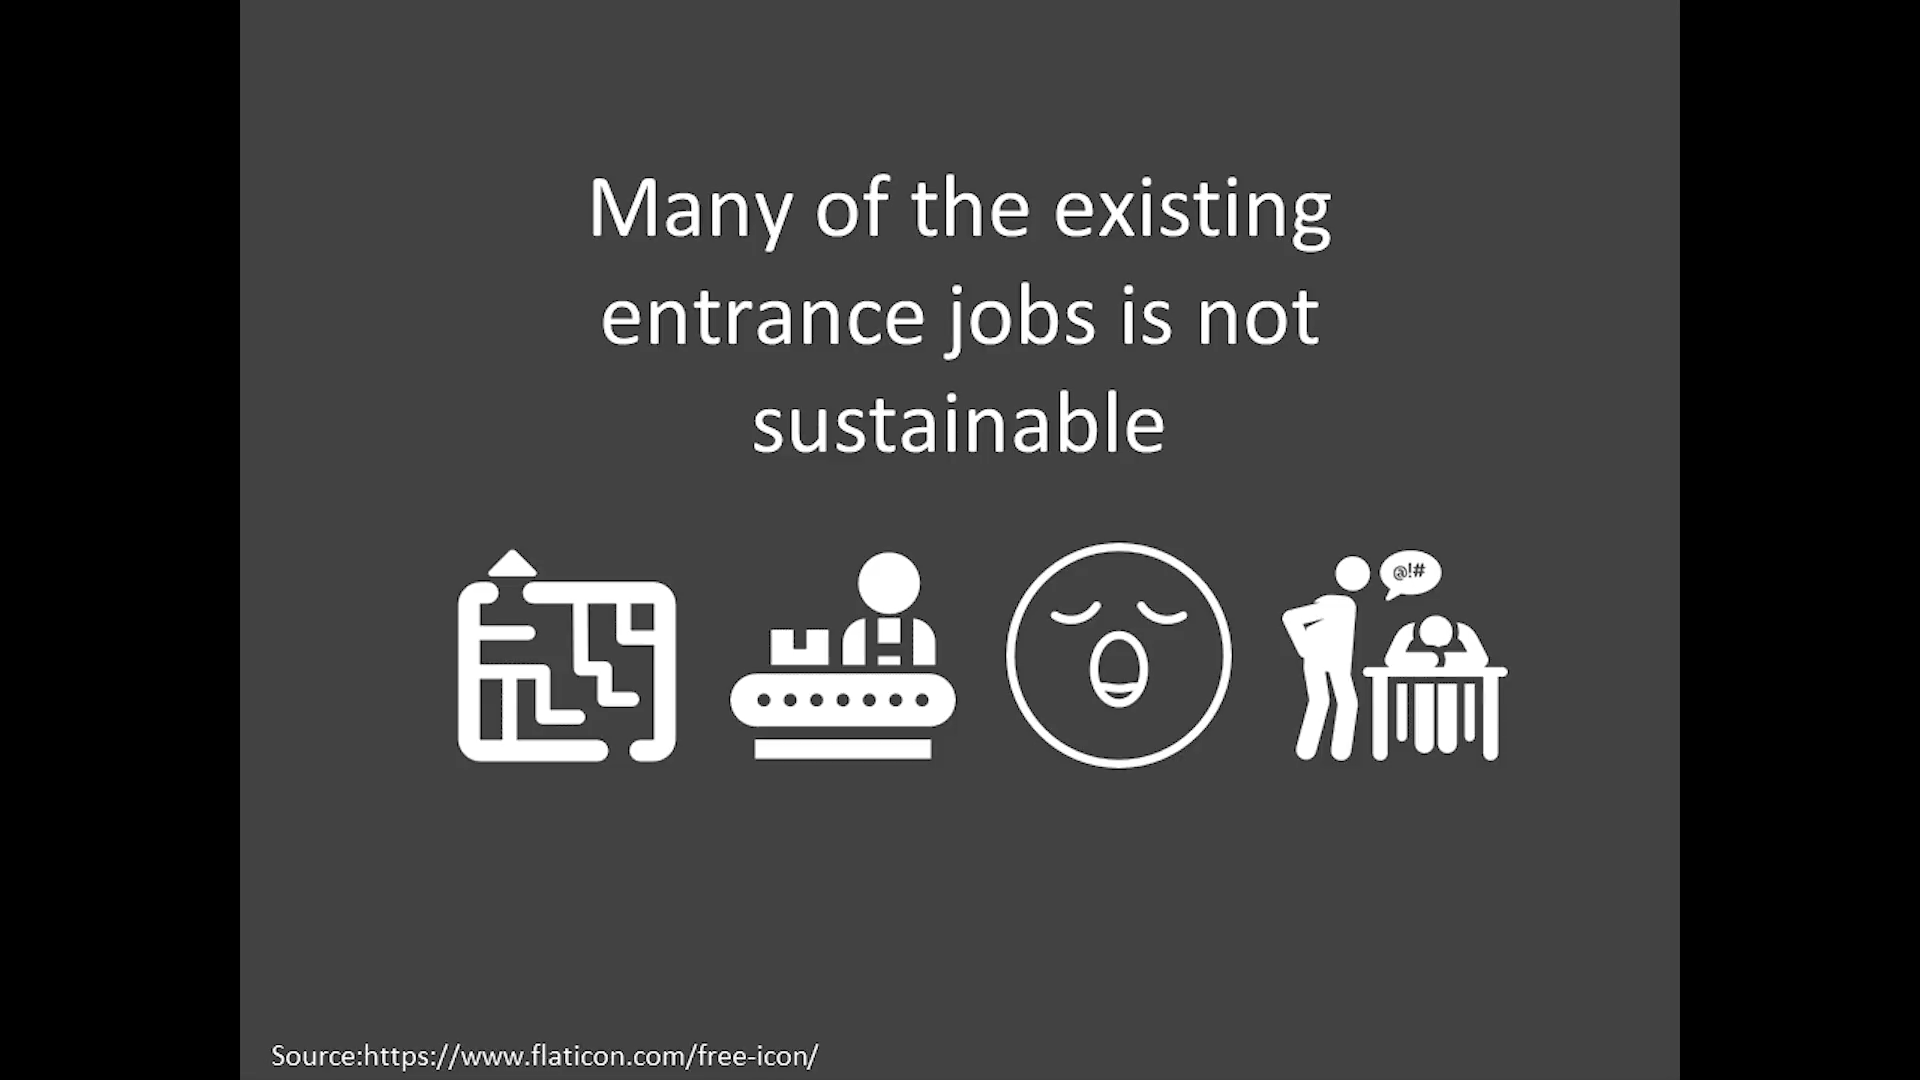 Many of the existing
entrance jobs is not
sustainable
@!#
Source:https://www.flaticon.com/free-icon/